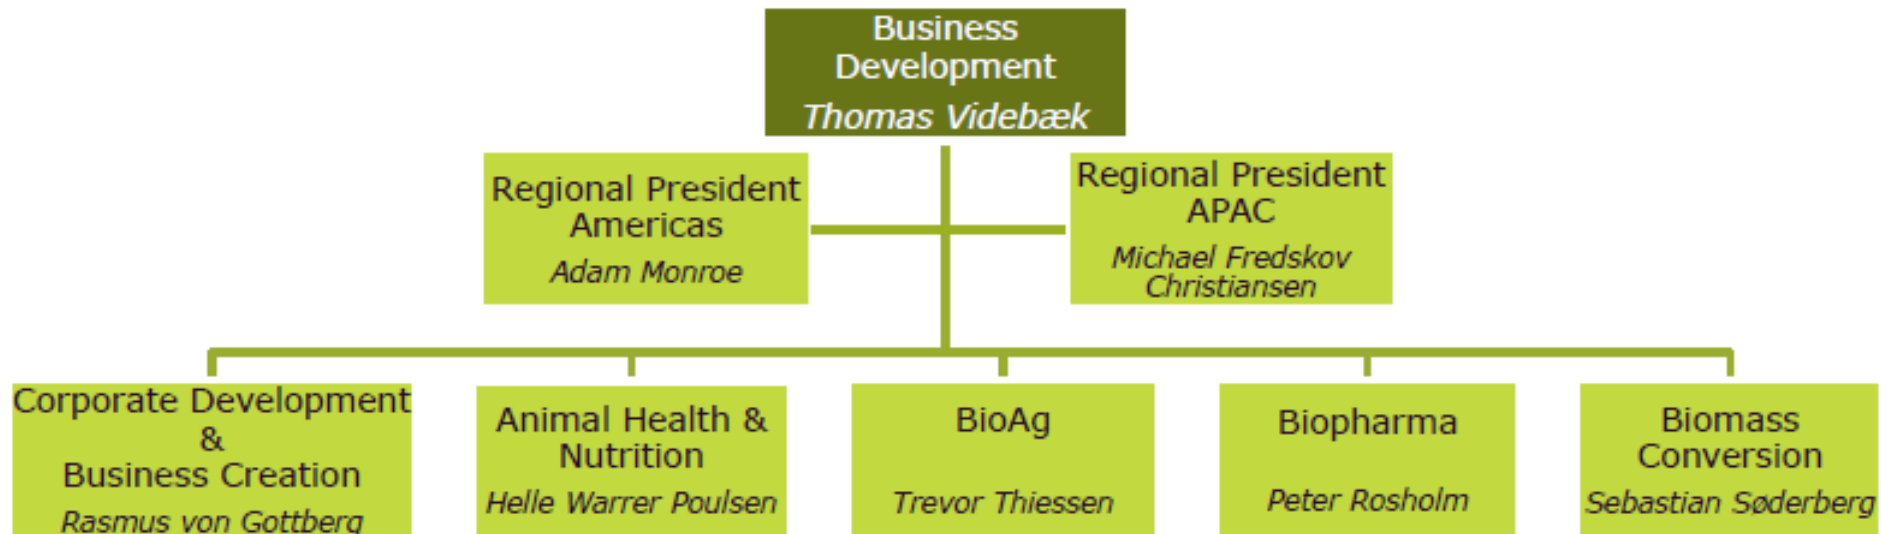 Business
Development
Thomas Videbæk
Regional President
Americas
Adam Monroe
Regional President
APAC
Michael Fredskov
Christiansen
Corporate Development
&
Business Creation
Rasmus von Gottberg
Animal Health &
Nutrition
Helle Warrer Poulsen
BioAg
Trevor Thiessen
Biopharma
Peter Rosholm
Biomass
Conversion
Sebastian Søderberg